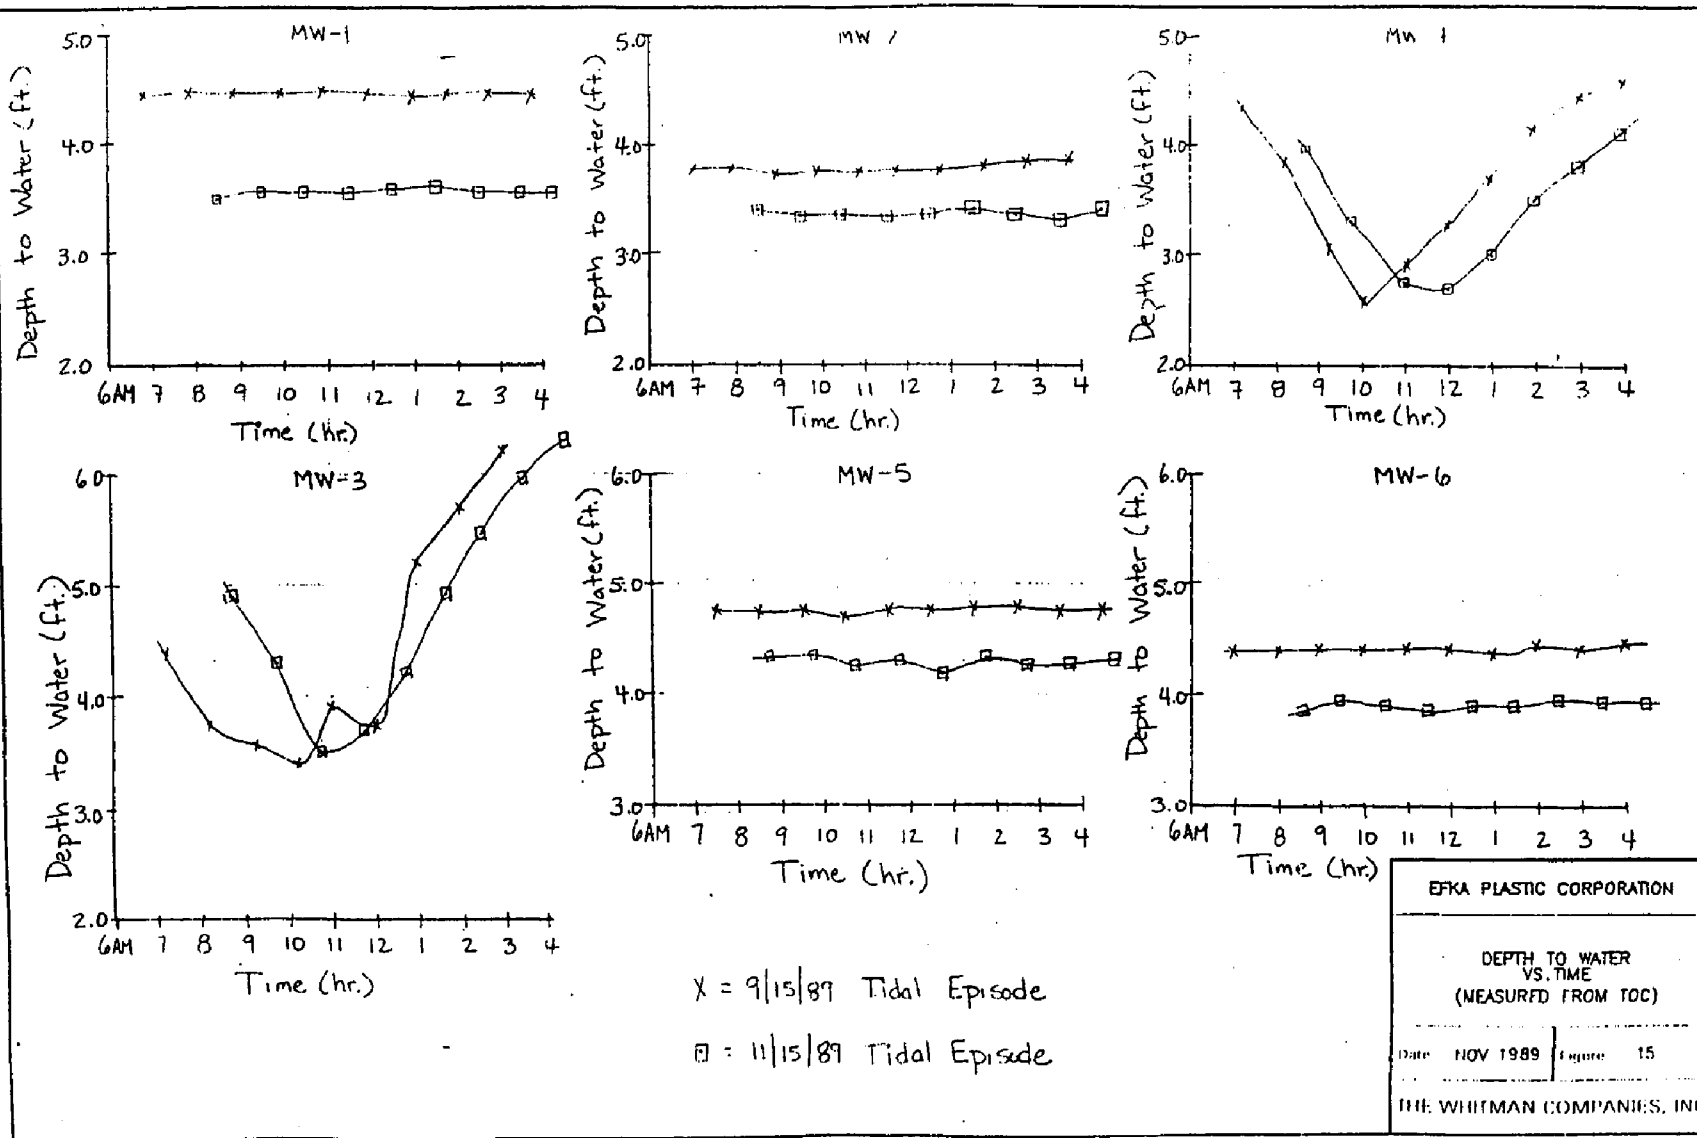 MW-1
5.0
4.0
3.0
2.0
Depth to Water (ft.)
6AM 7 8 9 10 11 12 1 2 3 4
Time (hr.)
MW
5.0
4.0
3.0
2.0
Depth to Water (ft.)
6AM 7 8 9 10 11 12 1 2 3 4
Time (hr.)
5.0
4.0
3.0
2.0
Depth to Water (ft.)
6AM 7 8 9 10 11 12 1 2 3 4
Time (hr.)
MW-3
6.0
5.0
4.0
3.0
2.0
Depth to Water (ft.)
6AM 7 8 9 10 11 12 1 2 3 4
Time (hr.)
MW-5
6.0
5.0
4.0
3.0
Depth to Water (ft.)
6AM 7 8 9 10 11 12 1 2 3 4
Time (hr.)
MW-6
6.0
5.0
4.0
3.0
Depth to Water (ft.)
6AM 7 8 9 10 11 12 1 2 3 4
Time (hr.)
X = 9/15/89 Tidal Episode
= 11/15/89 Tidal Episode
EFKA PLASTIC CORPORATION
DEPTH TO WATER
VS. TIME
(MEASURED FROM TOC)
Date NOV 1989 Figure 15
THE WHITMAN COMPANIES, INC